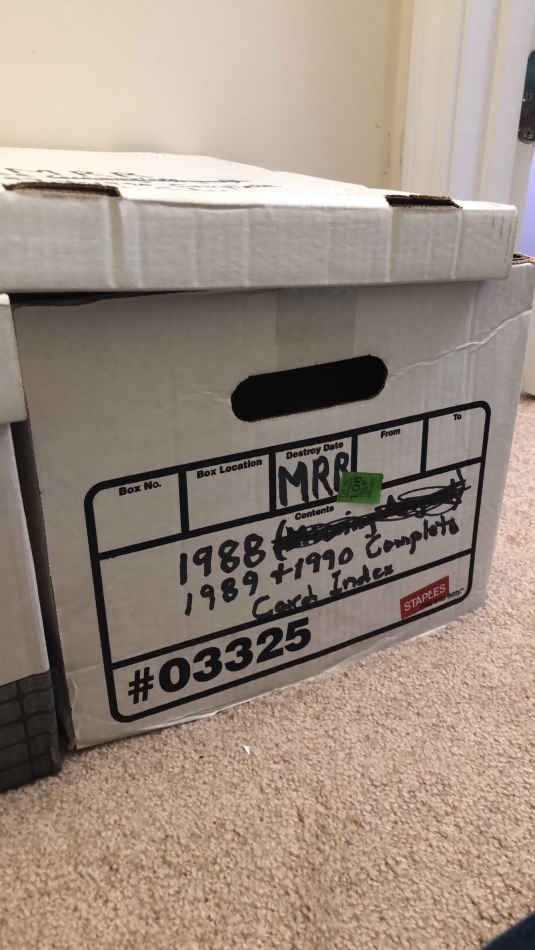 Box No.
Box Location
Destroy Date
From
To
MRR
Contents
1988
1989 + 1990 Complete
Card Index
STAPLES
#03325